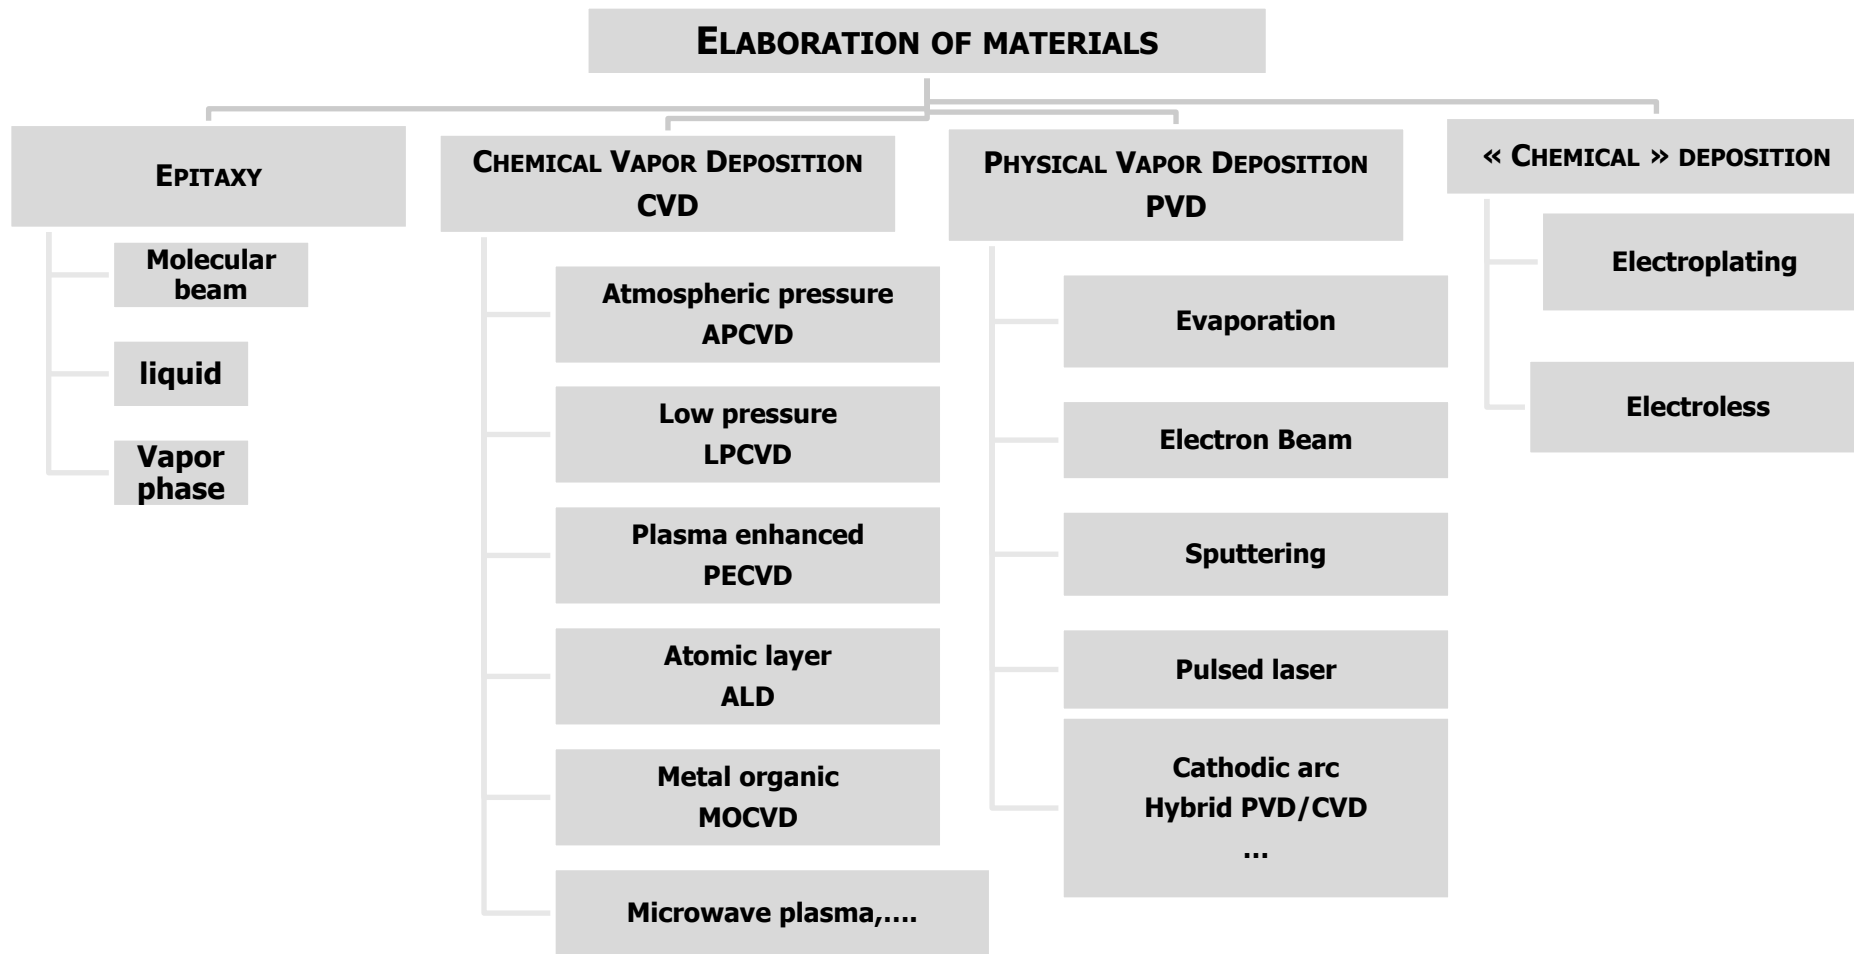 ELABORATION OF MATERIALS
EPITAXY
Molecular
beam
liquid
Vapor
phase
CHEMICAL VAPOR DEPOSITION
CVD
Atmospheric pressure
APCVD
Low pressure
LPCVD
Plasma enhanced
PECVD
Atomic layer
ALD
Metal organic
MOCVD
Microwave plasma,....
PHYSICAL VAPOR DEPOSITION
PVD
Evaporation
Electron Beam
Sputtering
Pulsed laser
Cathodic arc
Hybrid PVD/CVD
...
« CHEMICAL » DEPOSITION
Electroplating
Electroless